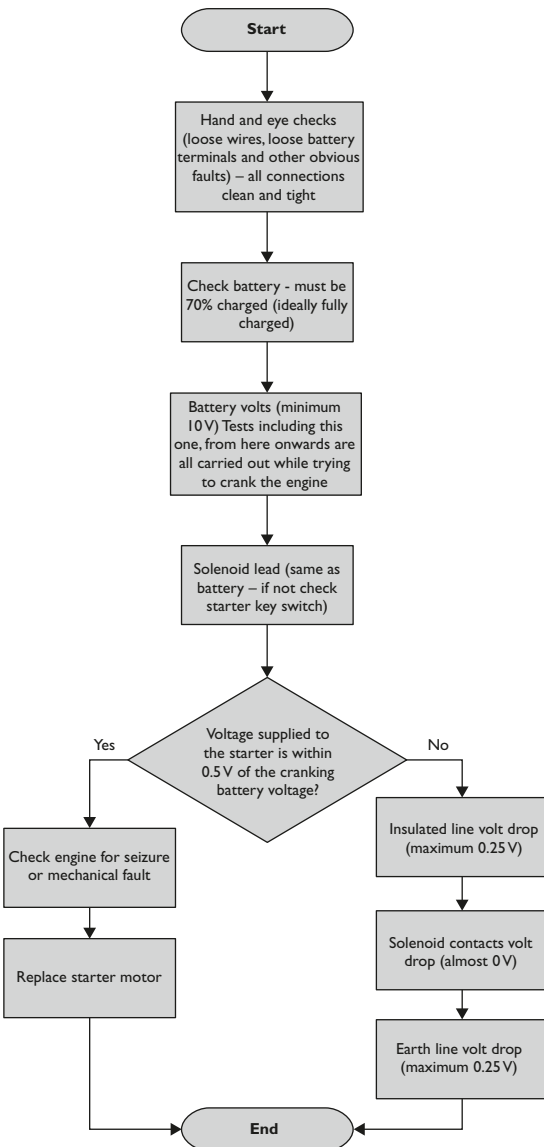 Start
Hand and eye checks
(loose wires, loose battery
terminals and other obvious
faults) – all connections
clean and tight
Check battery - must be
70% charged (ideally fully
charged)
Battery volts (minimum
10 V) Tests including this
one, from here onwards are
all carried out while trying
to crank the engine
Solenoid lead (same as
battery – if not check
starter key switch)
Voltage supplied to
the starter is within
0.5 V of the cranking
battery voltage?
Yes
No
Check engine for seizure
or mechanical fault
Replace starter motor
Insulated line volt drop
(maximum 0.25 V)
Solenoid contacts volt
drop (almost 0 V)
Earth line volt drop
(maximum 0.25 V)
End